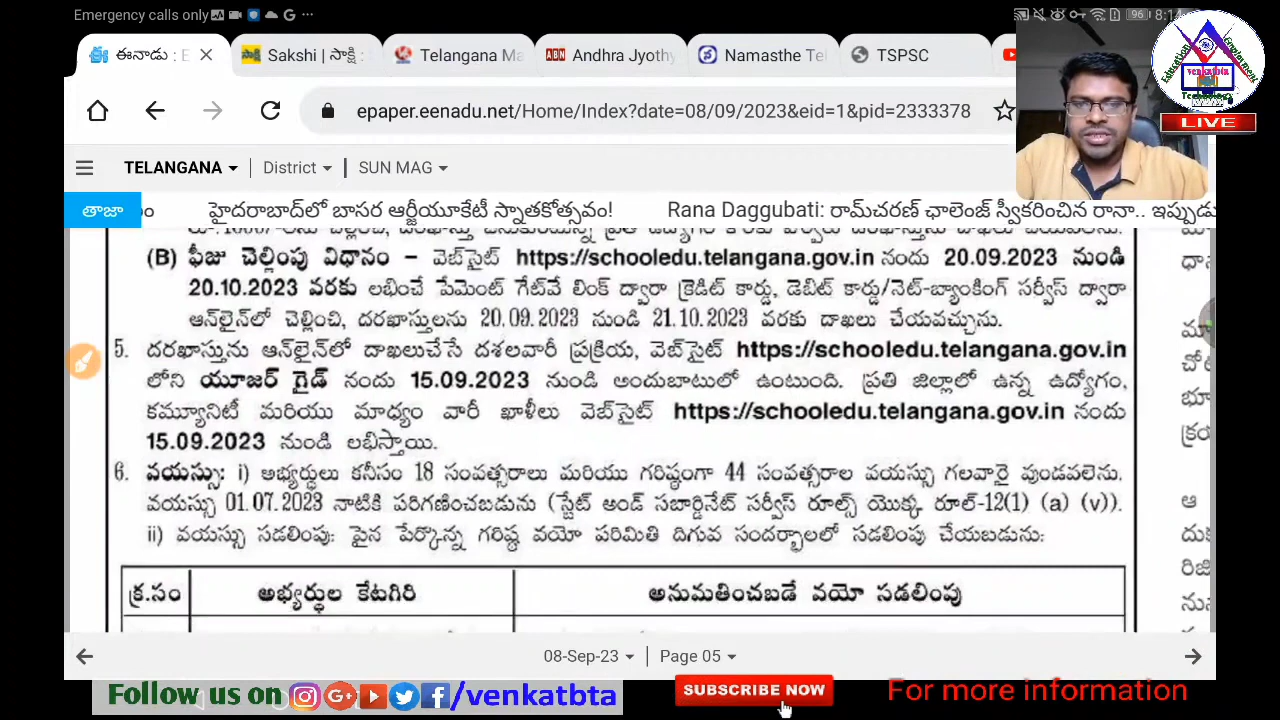 Emergency calls only
96 8:1
ఈనాడు : E
Sakshi | సాక్షి :
Telangana Ma
ABN Andhra Jyothy
Namasthe Te
TSPSC
epaper.eenadu.net/Home/Index?date=08/09/2023&eid=1&pid=2333378
venkatbta
LIVE
TELANGANA
District
SUN MAG
తాజా
హైదరాబాద్‌లో బాసర ఆర్జీయూకేటీ స్నాతకోత్సవం! Rana Daggubati: రామ్‌చరణ్ ఛాలెంజ్ స్వీకరించిన రానా.. ఇప్పుడు
(B) ఫీజు చెల్లింపు విధానం – వెబ్‌సైట్ https://schooledu.telangana.gov.in నందు 20.09.2023 నుండి
20.10.2023 వరకు లభించే పేమెంట్ గేట్‌వే లింక్ ద్వారా క్రెడిట్ కార్డు, డెబిట్ కార్డు/నెట్-బ్యాంకింగ్ సర్వీస్ ద్వారా
ఆన్‌లైన్‌లో చెల్లించి, దరఖాస్తులను 20.09.2023 నుండి 21.10.2023 వరకు దాఖలు చేయవచ్చును.
5. దరఖాస్తును ఆన్‌లైన్‌లో దాఖలుచేసే దశలవారీ ప్రక్రియ, వెబ్‌సైట్ https://schooledu.telangana.gov.in
లోని యూజర్ గైడ్ నందు 15.09.2023 నుండి అందుబాటులో ఉంటుంది. ప్రతి జిల్లాలో ఉన్న ఉద్యోగం,
కమ్యూనిటీ మరియు మాధ్యం వారీ ఖాళీలు వెబ్‌సైట్ https://schooledu.telangana.gov.in నందు
15.09.2023 నుండి లభిస్తాయి.
6. వయస్సు: i) అభ్యర్థులు కనీసం 18 సంవత్సరాలు మరియు గరిష్ఠంగా 44 సంవత్సరాల వయస్సు గలవారై వుండవలెను.
వయస్సు 01.07.2023 నాటికి పరిగణించబడును (స్టేట్ అండ్ సబార్డినేట్ సర్వీస్ రూల్స్ యొక్క రూల్-12(1) (a) (v)).
ii) వయస్సు సడలింపు: పైన పేర్కొన్న గరిష్ఠ వయో పరిమితి దిగువ సందర్భాలలో సడలింపు చేయబడును:
క్ర.సం అభ్యర్థుల కేటగిరి అనుమతించబడే వయో సడలింపు
08-Sep-23
Page 05
Follow us on /venkatbta
SUBSCRIBE NOW
For more information